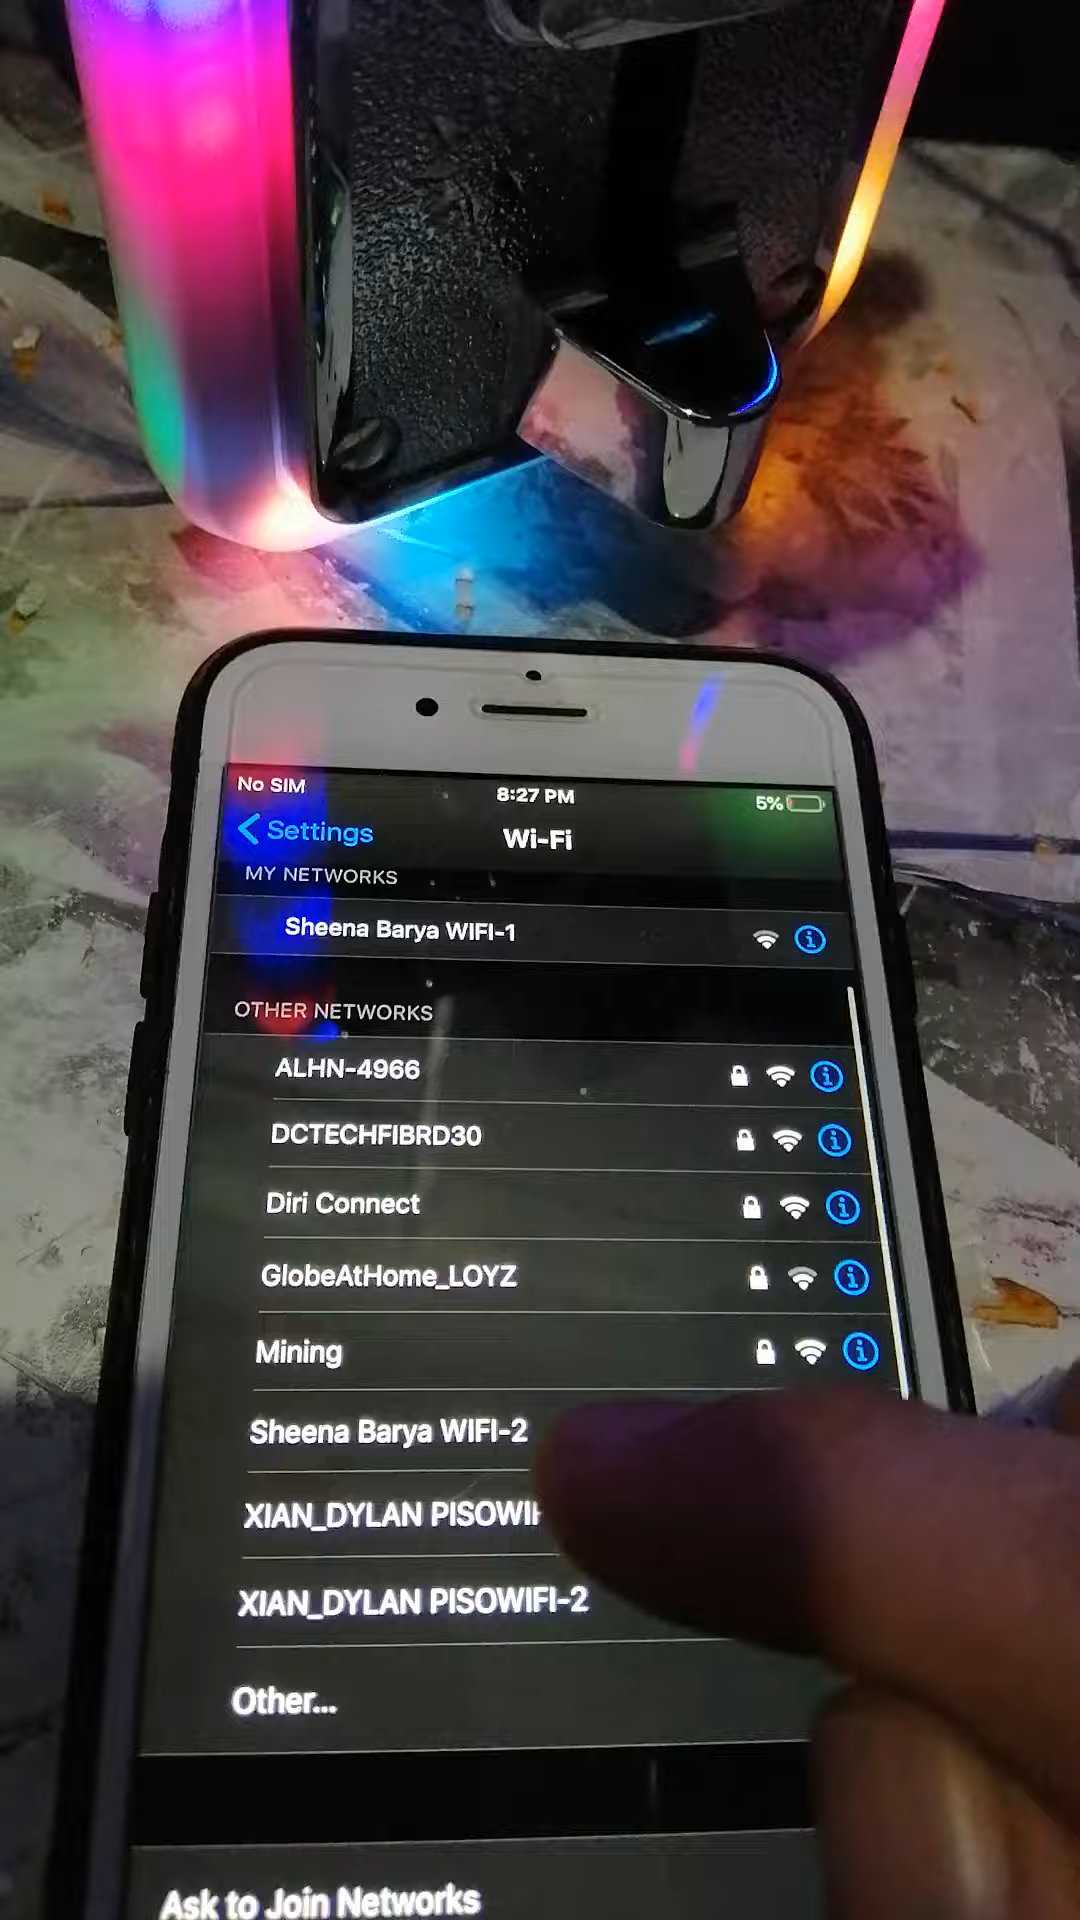 No SIM
8:27 PM
5%
Settings
Wi-Fi
MY NETWORKS
Sheena Barya WIFI-1
OTHER NETWORKS
ALHN-4966
DCTECHFIBRD30
Diri Connect
GlobeAtHome_LOYZ
Mining
Sheena Barya WIFI-2
XIAN_DYLAN
XIAN_DYLAN PISOWIFI-2
Other...
Ask to Join Networks